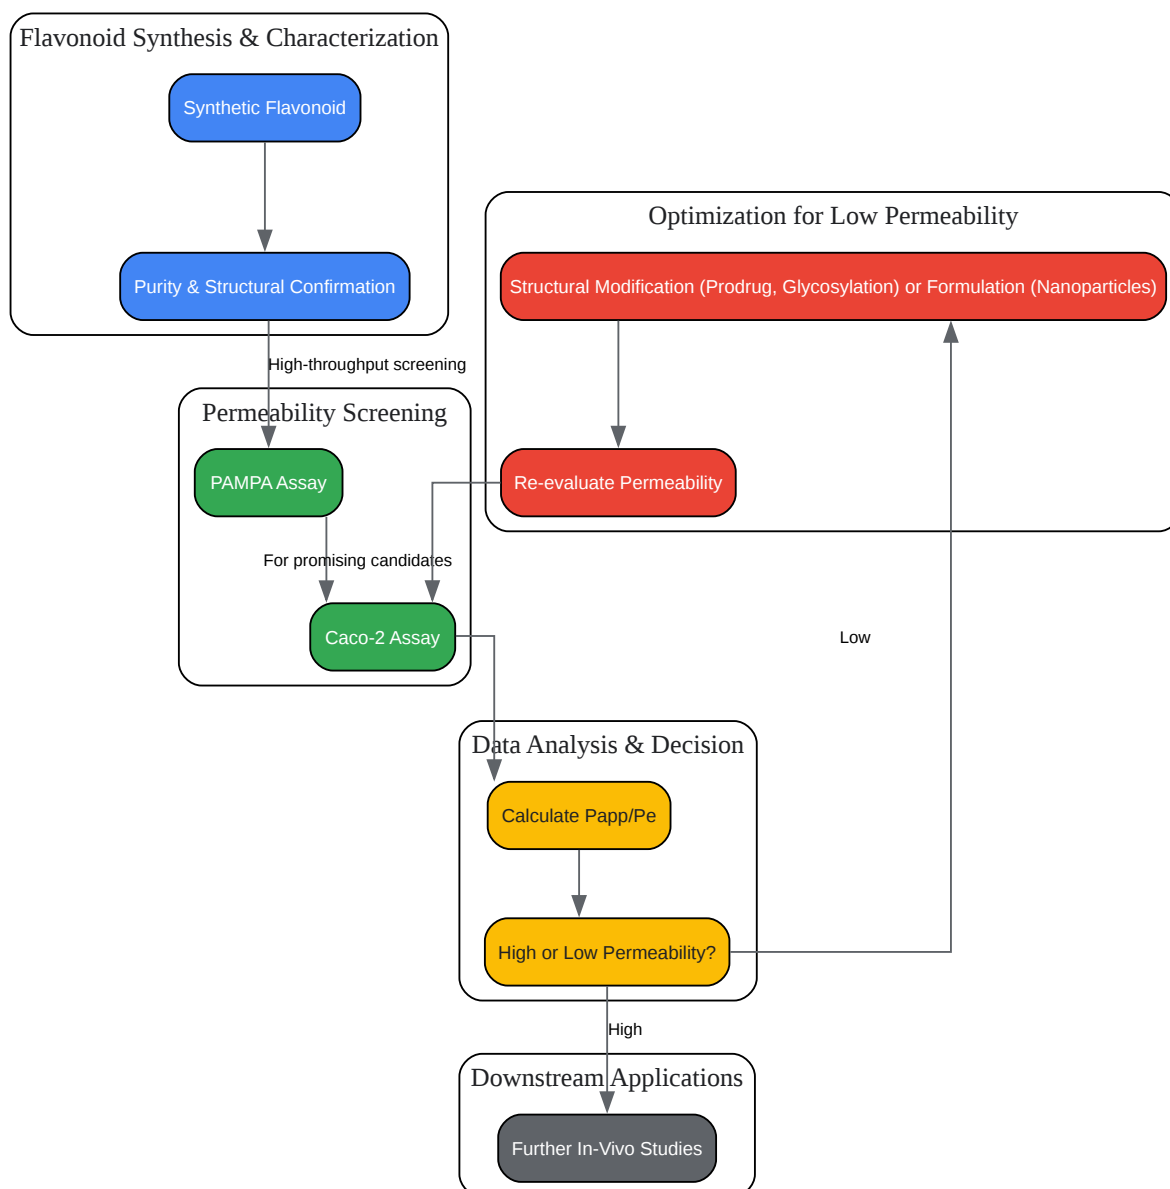 Flavonoid Synthesis & Characterization
Synthetic Flavonoid
Purity & Structural Confirmation
High-throughput screening
Optimization for Low Permeability
Structural Modification (Prodrug, Glycosylation) or Formulation (Nanoparticles)
Re-evaluate Permeability
Permeability Screening
PAMPA Assay
For promising candidates
Caco-2 Assay
Low
Data Analysis & Decision
Calculate Papp/Pe
High or Low Permeability?
High
Downstream Applications
Further In-Vivo Studies